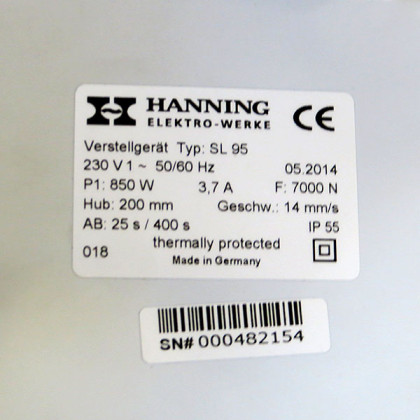 HANNING
ELEKTRO-WERKE
CE
Verstellgerät Typ: SL 95
230 V 1 ~ 50/60 Hz 05.2014
P1: 850 W 3,7 A F: 7000 N
Hub: 200 mm Geschw.: 14 mm/s
AB: 25 s / 400 s IP 55
thermally protected
018 Made in Germany
SN# 000482154